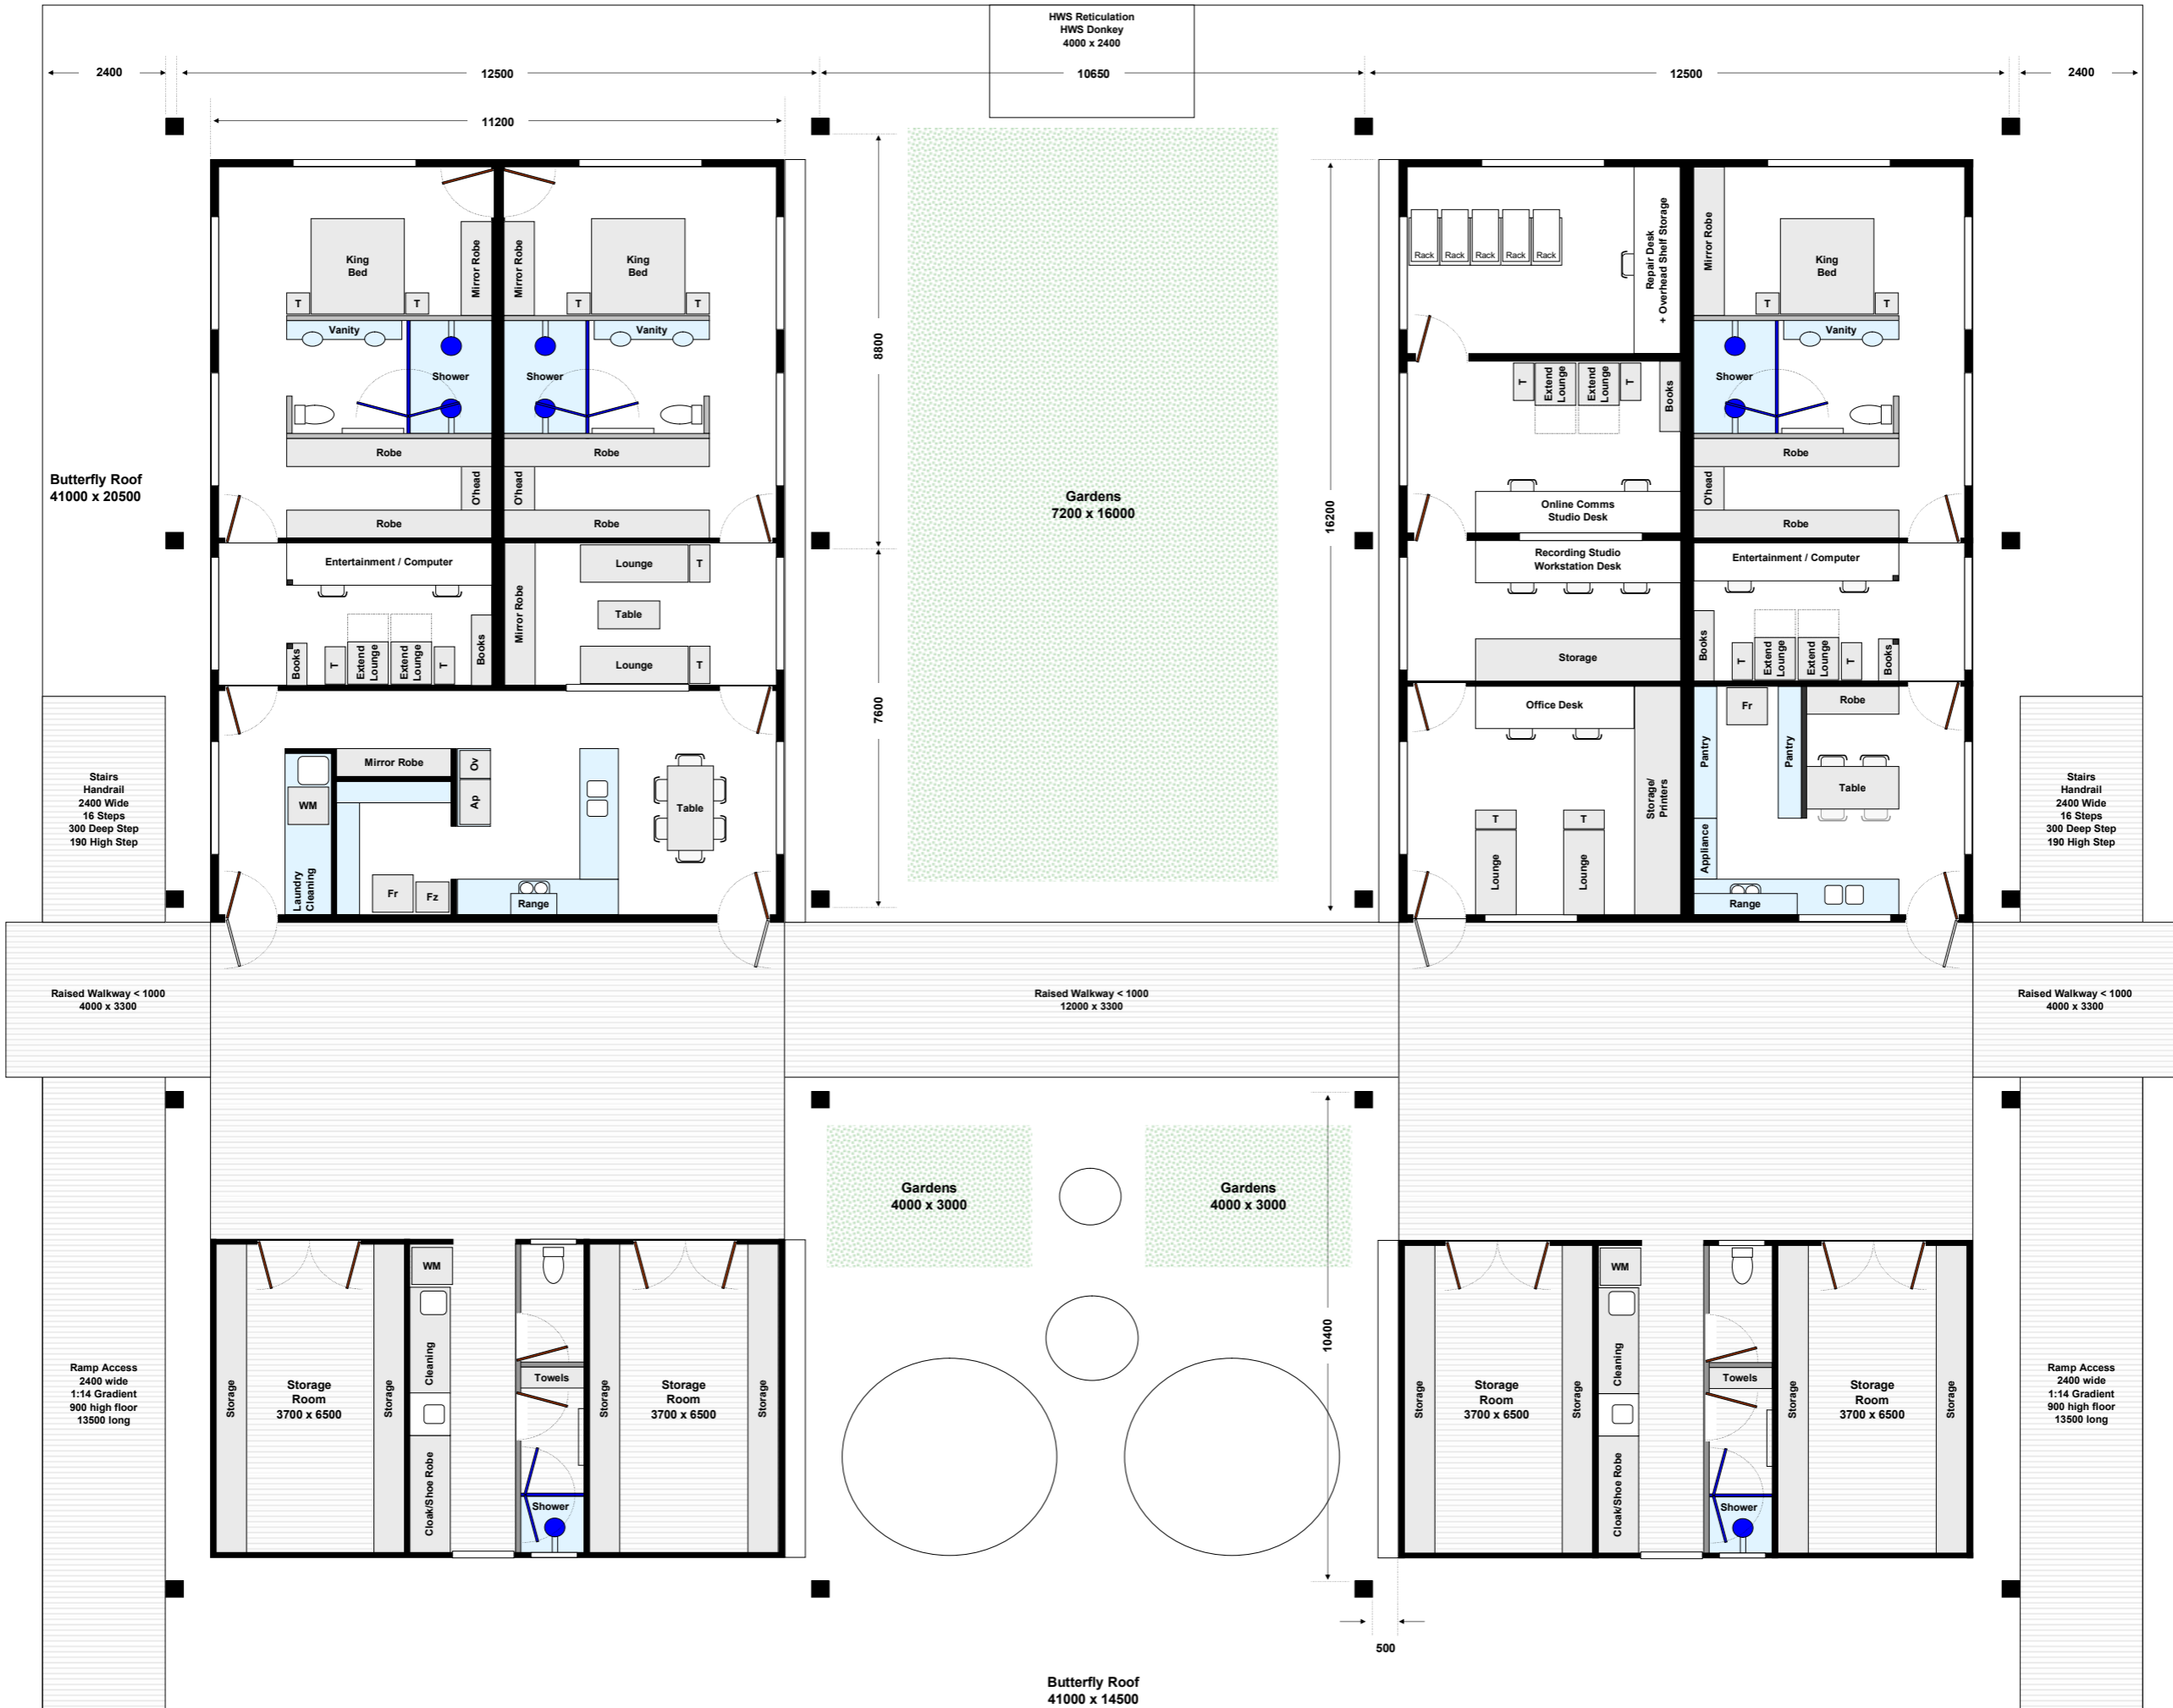 HWS Reticulation
HWS Donkey
4000 x 2400
2400
12500
10650
12500
2400
11200
King
Bed
T
T
Mirror Robe
Mirror Robe
King
Bed
T
T
Vanity
Shower
Shower
Vanity
Robe
Robe
O'head
O'head
Robe
Robe
Butterfly Roof
41000 x 20500
8800
Gardens
7200 x 16000
16200
Rack
Rack
Rack
Rack
Rack
Repair Desk
+ Overhead Shelf Storage
Mirror Robe
King
Bed
T
T
Vanity
Shower
T
Extend
Lounge
Extend
Lounge
T
Books
Robe
O'head
Robe
Online Comms
Studio Desk
Recording Studio
Workstation Desk
Storage
Entertainment / Computer
Books
T
Extend
Lounge
Extend
Lounge
T
Books
Entertainment / Computer
Books
T
Extend
Lounge
Extend
Lounge
T
Books
Mirror Robe
Lounge
T
Table
Lounge
T
7600
Stairs
Handrail
2400 Wide
16 Steps
300 Deep Step
190 High Step
WM
Laundry
Cleaning
Mirror Robe
Ov
Ap
Fr
Fz
Range
Table
Office Desk
T
Lounge
T
Lounge
Storage/
Printers
Pantry
Fr
Pantry
Robe
Table
Appliance
Range
Stairs
Handrail
2400 Wide
16 Steps
300 Deep Step
190 High Step
Raised Walkway < 1000
4000 x 3300
Raised Walkway < 1000
12000 x 3300
Raised Walkway < 1000
4000 x 3300
Gardens
4000 x 3000
Gardens
4000 x 3000
10400
Ramp Access
2400 wide
1:14 Gradient
900 high floor
13500 long
Storage
Storage
Room
3700 x 6500
Storage
WM
Cleaning
Cloak/Shoe Robe
Towels
Shower
Storage
Storage
Room
3700 x 6500
Storage
Storage
Storage
Room
3700 x 6500
Storage
WM
Cleaning
Cloak/Shoe Robe
Towels
Shower
Storage
Storage
Room
3700 x 6500
Storage
Ramp Access
2400 wide
1:14 Gradient
900 high floor
13500 long
500
Butterfly Roof
41000 x 14500